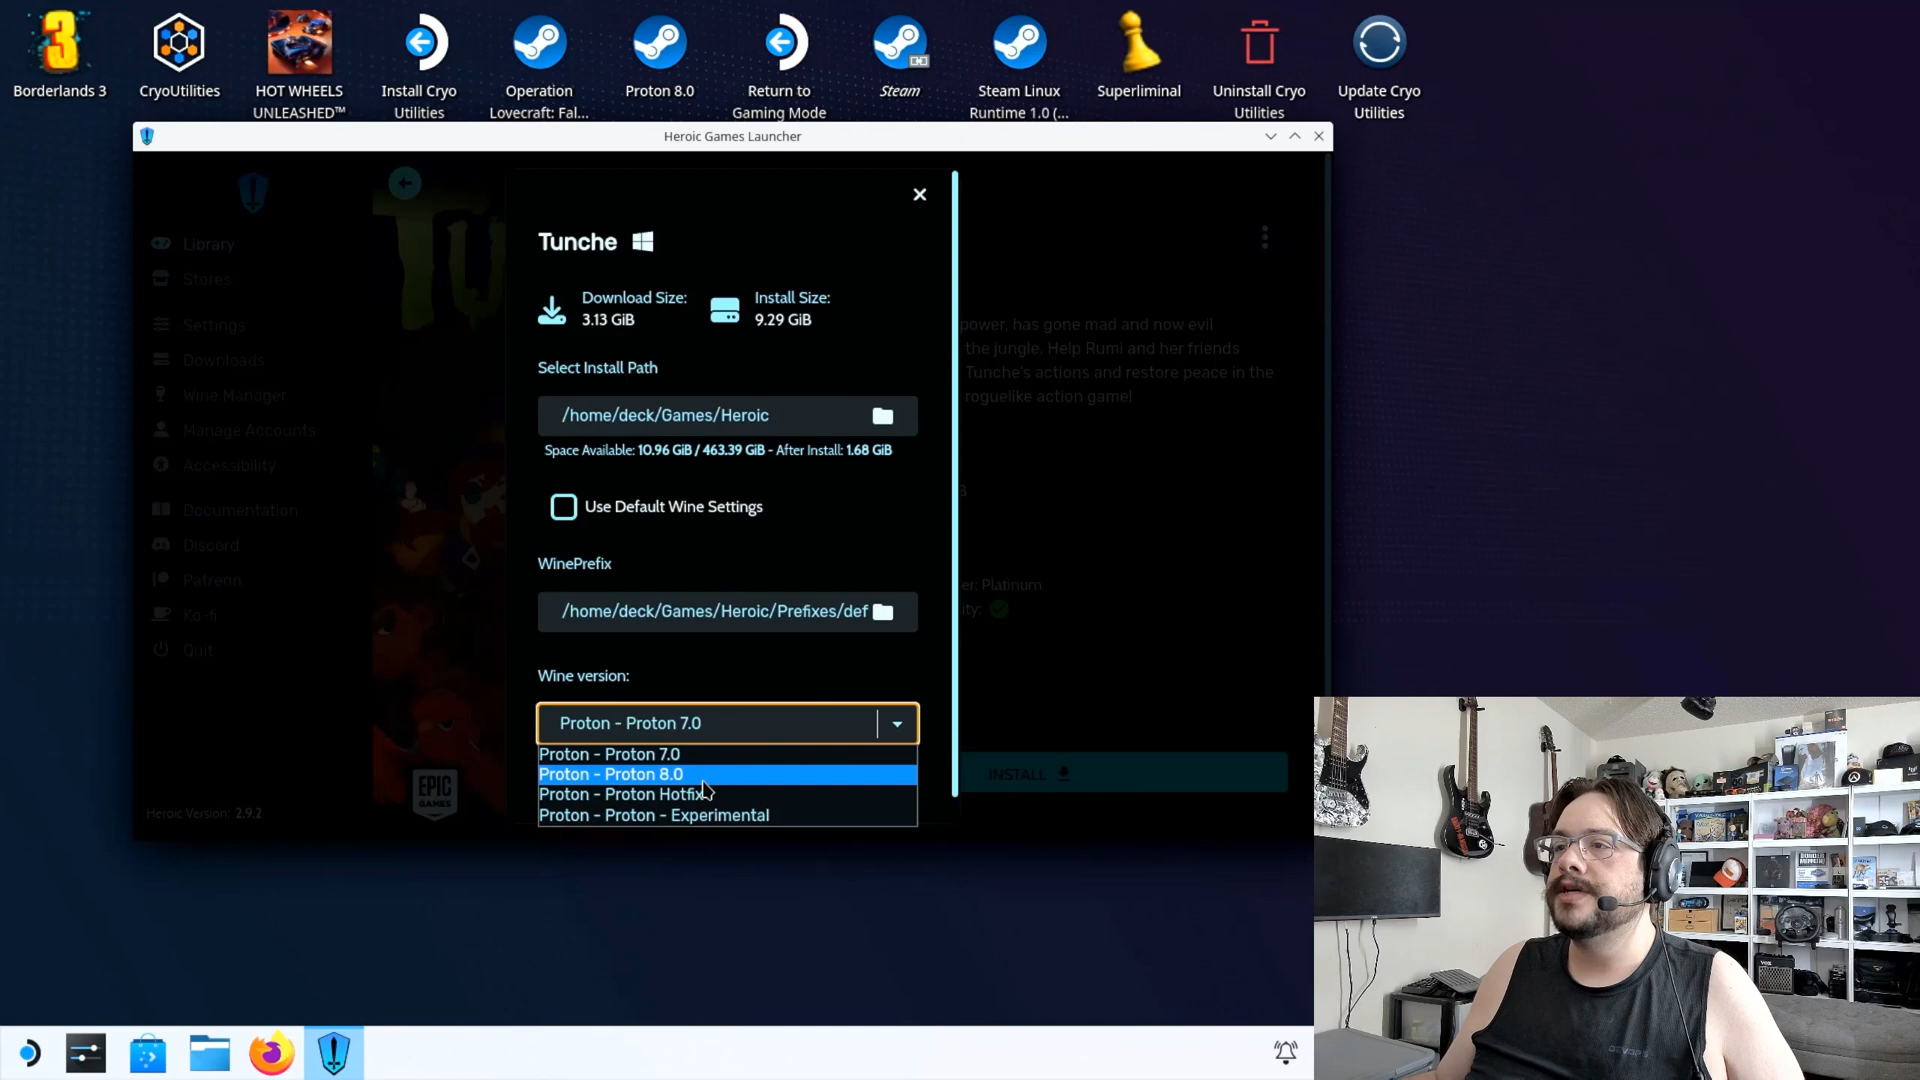 Borderlands 3
CryoUtilities
HOT WHEELS
UNLEASHED™
Install Cryo
Utilities
Operation
Lovecraft: Fal...
Proton 8.0
Return to
Gaming Mode
Steam
Steam Linux
Runtime 1.0 (...
Superliminal
Uninstall Cryo
Utilities
Update Cryo
Utilities
Heroic Games Launcher
Library
Stores
Settings
Downloads
Wine Manager
Manage Accounts
Accessibility
Documentation
Discord
Patreon
Ko-fi
Quit
Heroic Version: 2.9.2
EPIC
GAMES
Tunche
Download Size:
3.13 GiB
Install Size:
9.29 GiB
Select Install Path
/home/deck/Games/Heroic
Space Available: 10.96 GiB / 463.39 GiB - After Install: 1.68 GiB
Use Default Wine Settings
WinePrefix
/home/deck/Games/Heroic/Prefixes/def
Wine version:
Proton - Proton 7.0
Proton - Proton 7.0
Proton - Proton 8.0
Proton - Proton Hotfix
Proton - Proton - Experimental
power, has gone mad and now evil
the jungle. Help Rumi and her friends
Tunche's actions and restore peace in the
roguelike action game!
er: Platinum
ity:
INSTALL
VOX